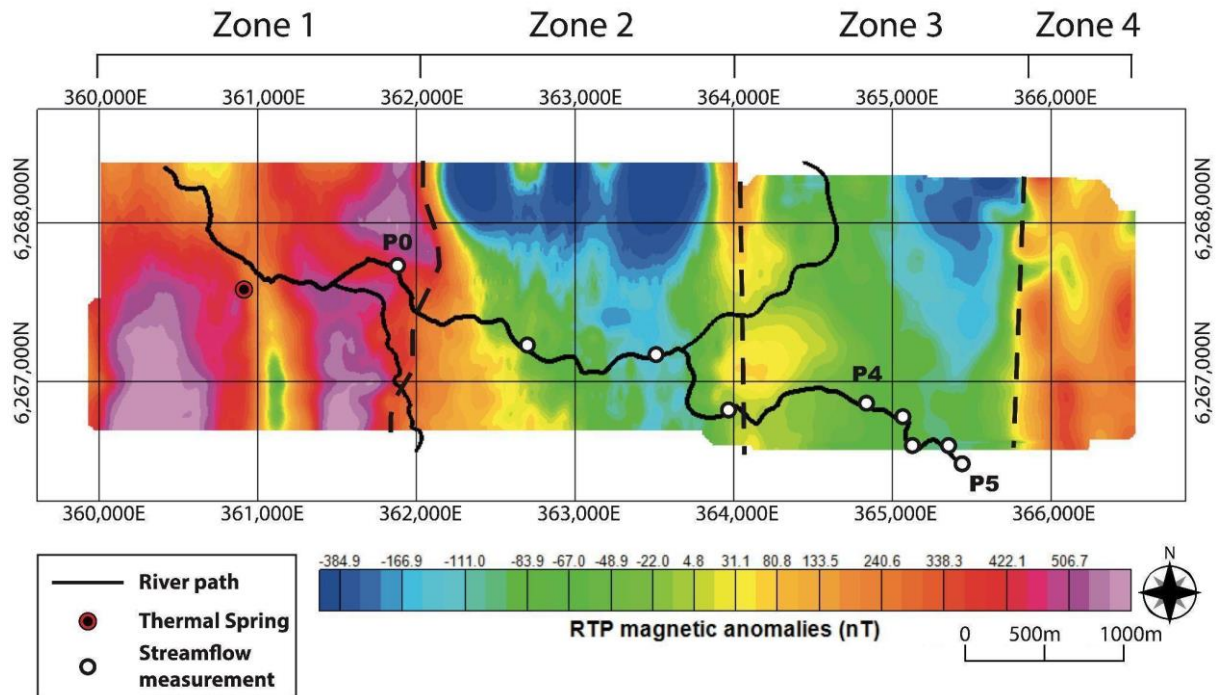 Zone 1 Zone 2 Zone 3 Zone 4
360,000E 361,000E 362,000E 363,000E 364,000E 365,000E 366,000E
6,268,000N 6,268,000N
P0
6,267,000N 6,267,000N
P4
P5
360,000E 361,000E 362,000E 363,000E 364,000E 365,000E 366,000E
River path
Thermal Spring
Streamflow
measurement
-384.9 -166.9 -111.0 -83.9 -67.0 -48.9 -22.0 4.8 31.1 80.8 133.5 240.6 338.3 422.1 506.7
RTP magnetic anomalies (nT)
N
0 500m 1000m